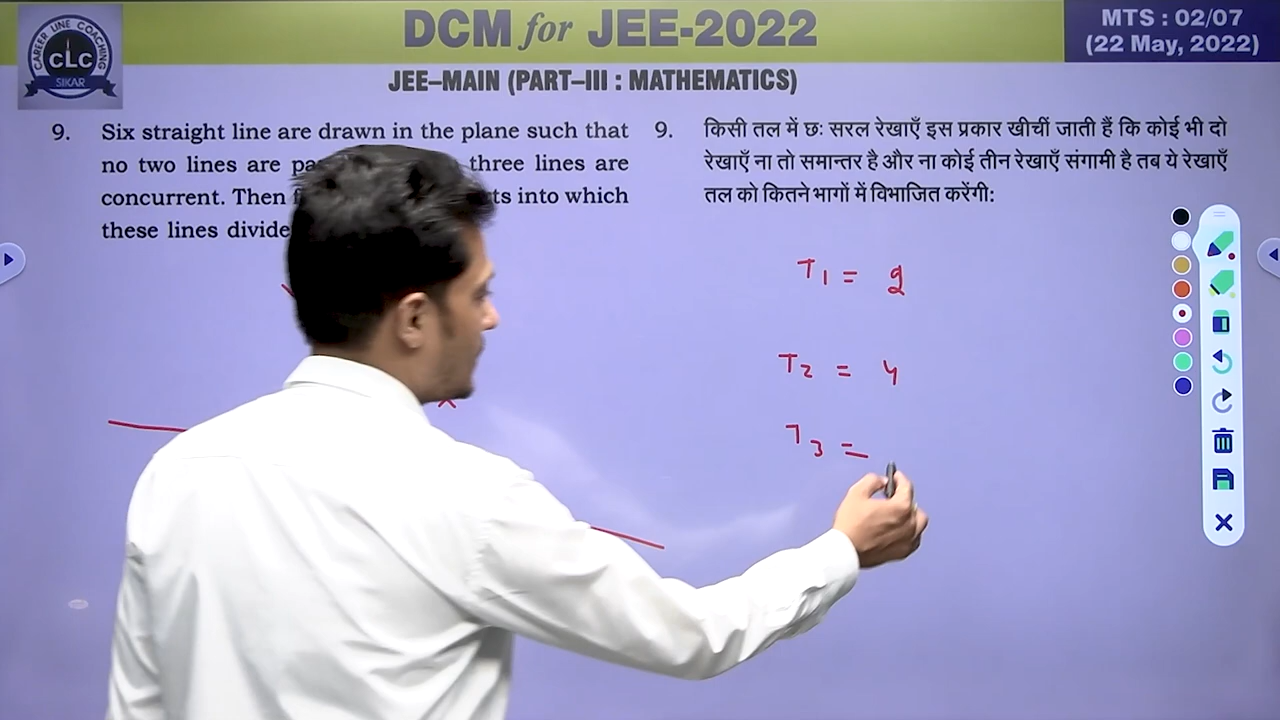 DCM for JEE-2022
MTS : 02/07
(22 May, 2022)
CAREER LINE COACHING
CLC
SIKAR
JEE–MAIN (PART–III : MATHEMATICS)
9. Six straight line are drawn in the plane such that
no two lines are three lines are
concurrent. Then into which
these lines divide
9. किसी तल में छः सरल रेखाएँ इस प्रकार खीचीं जाती हैं कि कोई भी दो
रेखाएँ ना तो समान्तर है और ना कोई तीन रेखाएँ संगामी है तब ये रेखाएँ
तल को कितने भागों में विभाजित करेंगी:
T1 = 2
T2 = 4
T3 =